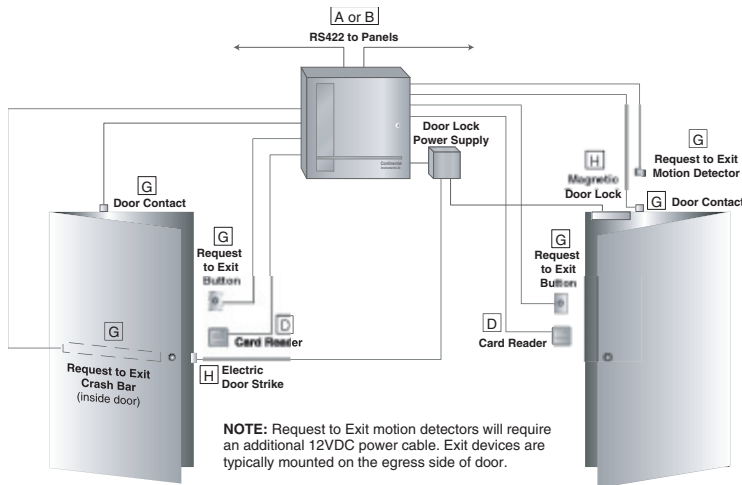 A or B
RS422 to Panels
Continental
Door Lock
Power Supply
G
Request to Exit
Motion Detector
H
Magnetic
Door Lock
G
Door Contact
G
Door Contact
G
Request
to Exit
Button
G
Request
to Exit
Button
D
Card Reader
D
Card Reader
G
Request to Exit
Crash Bar
(inside door)
H
Electric
Door Strike
NOTE: Request to Exit motion detectors will require
an additional 12VDC power cable. Exit devices are
typically mounted on the egress side of door.